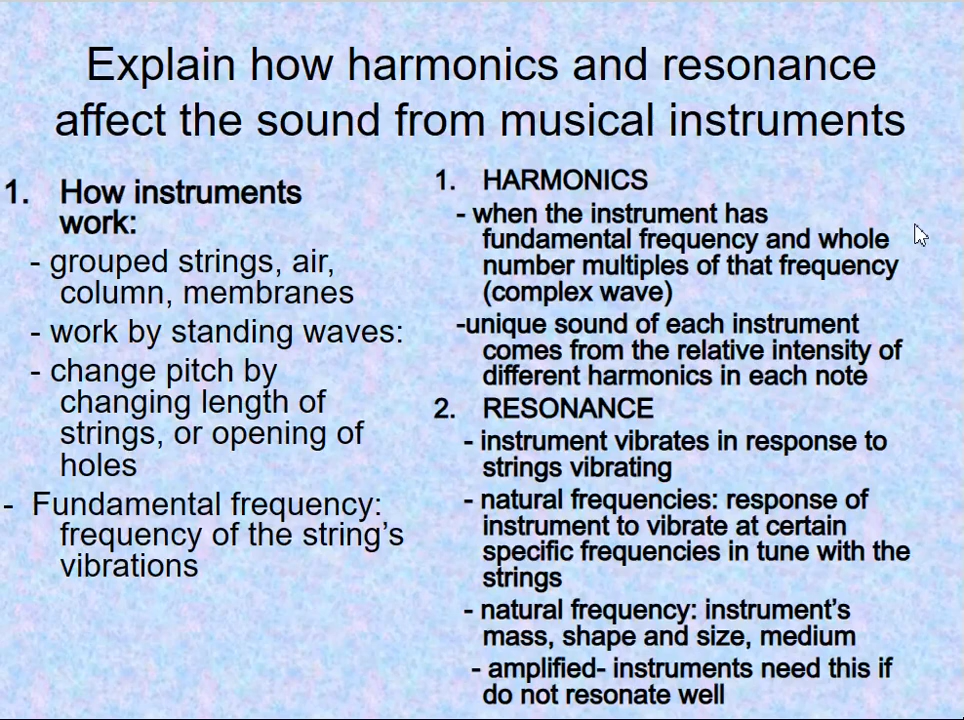 Explain how harmonics and resonance
affect the sound from musical instruments
1. How instruments
work:
- grouped strings, air,
column, membranes
- work by standing waves:
- change pitch by
changing length of
strings, or opening of
holes
- Fundamental frequency:
frequency of the string's
vibrations
1. HARMONICS
- when the instrument has
fundamental frequency and whole
number multiples of that frequency
(complex wave)
-unique sound of each instrument
comes from the relative intensity of
different harmonics in each note
2. RESONANCE
- instrument vibrates in response to
strings vibrating
- natural frequencies: response of
instrument to vibrate at certain
specific frequencies in tune with the
strings
- natural frequency: instrument's
mass, shape and size, medium
- amplified- instruments need this if
do not resonate well